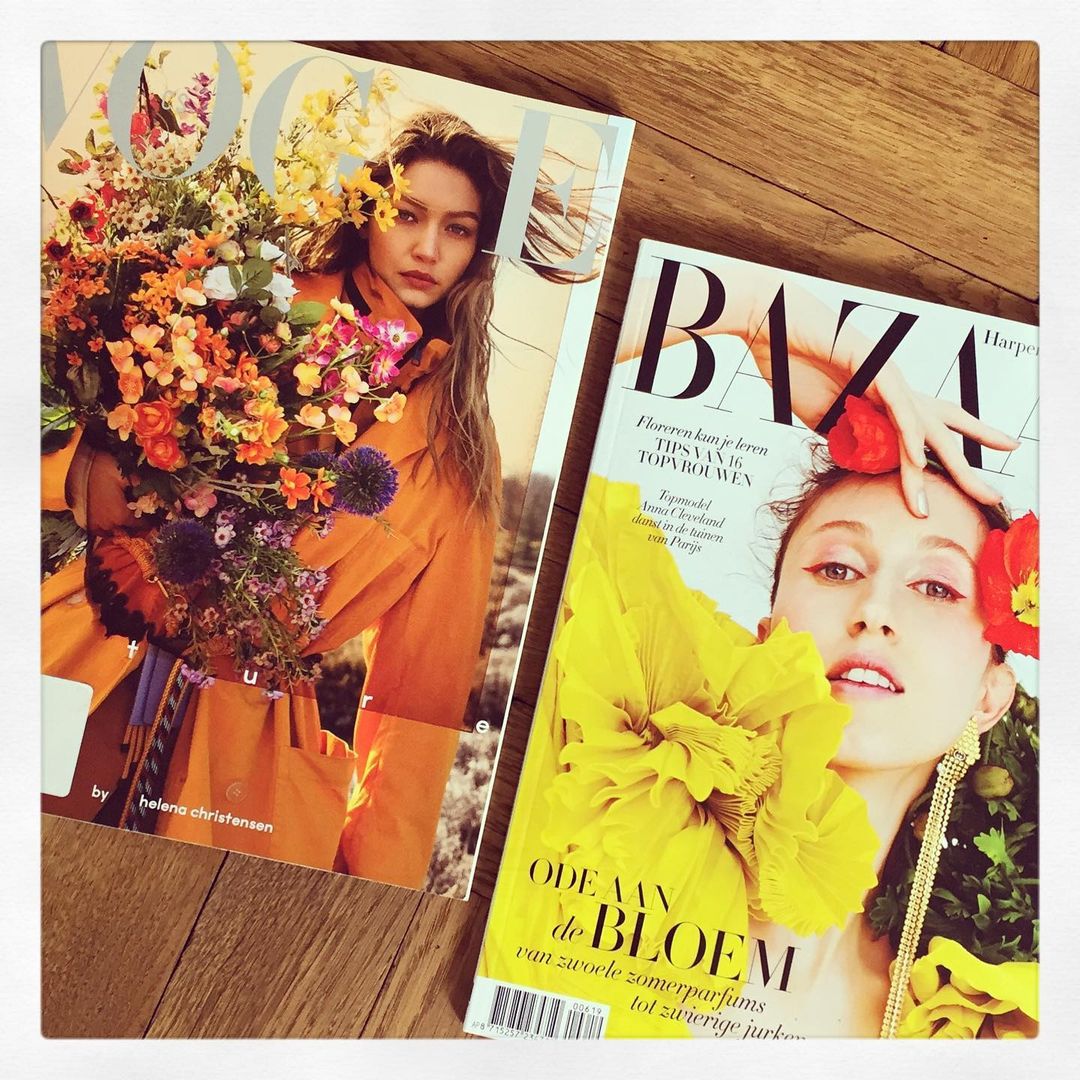 VOGUE
t u r e
by helena christensen
BAZA
Harper
Floreren kun je leren
TIPS VAN 16
TOPVROUWEN
Topmodel
Anna Cleveland
danst in de tuinen
van Parijs
ODE AAN
de BLOEM
van zwoele zomerparfums
tot zwierige jurken
00619